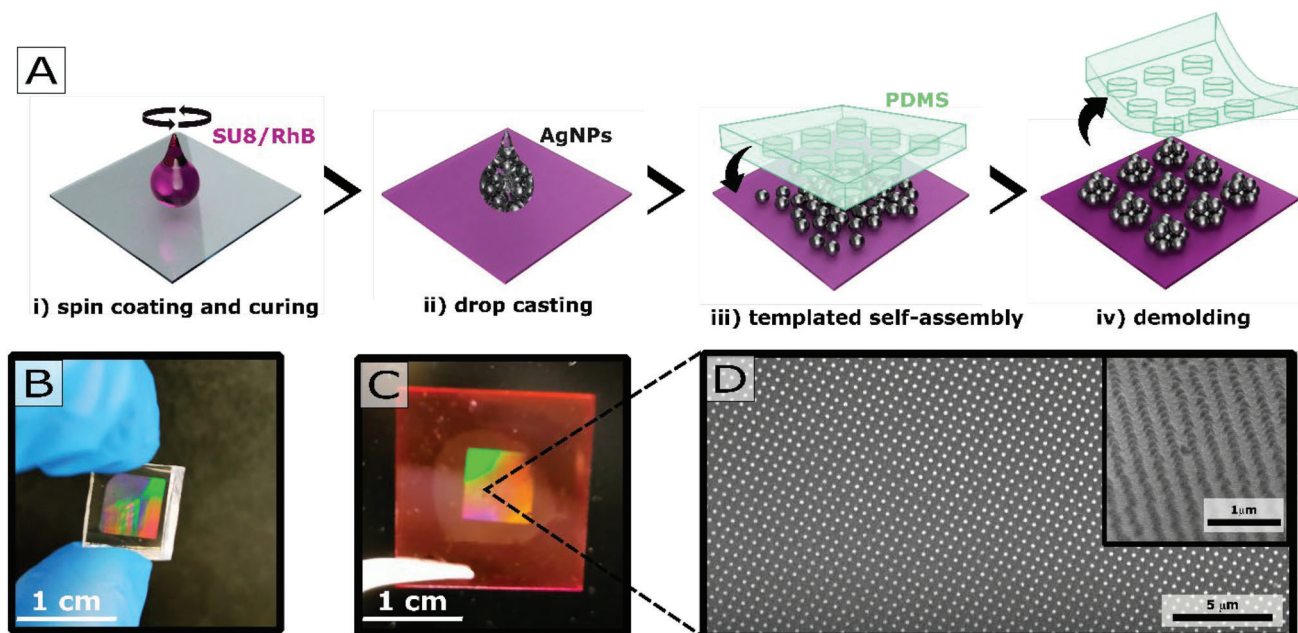 A
SU8/RhB
AgNPs
PDMS
i) spin coating and curing
ii) drop casting
iii) templated self-assembly
iv) demolding
B
1 cm
C
1 cm
D
1μm
5 μm